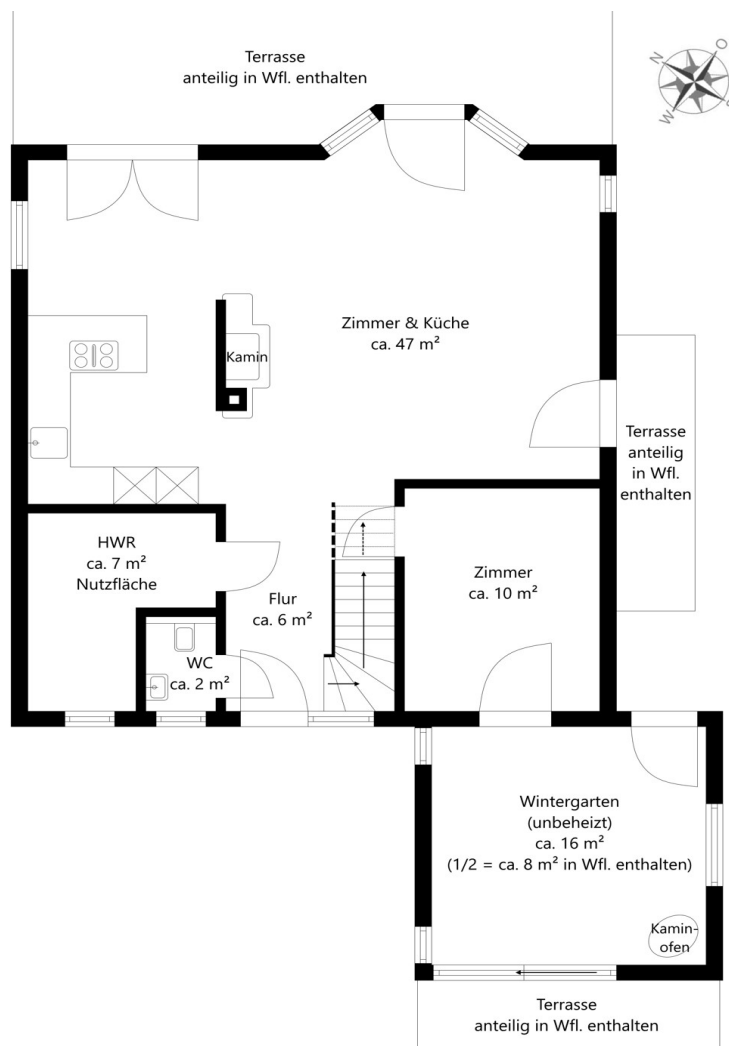 Terrasse
anteilig in Wfl. enthalten
N
O
W
S
Zimmer & Küche
ca. 47 m²
Kamin
Terrasse
anteilig
in Wfl.
enthalten
HWR
ca. 7 m²
Nutzfläche
Flur
ca. 6 m²
Zimmer
ca. 10 m²
WC
ca. 2 m²
Wintergarten
(unbeheizt)
ca. 16 m²
(1/2 = ca. 8 m² in Wfl. enthalten)
Kamin-
ofen
Terrasse
anteilig in Wfl. enthalten